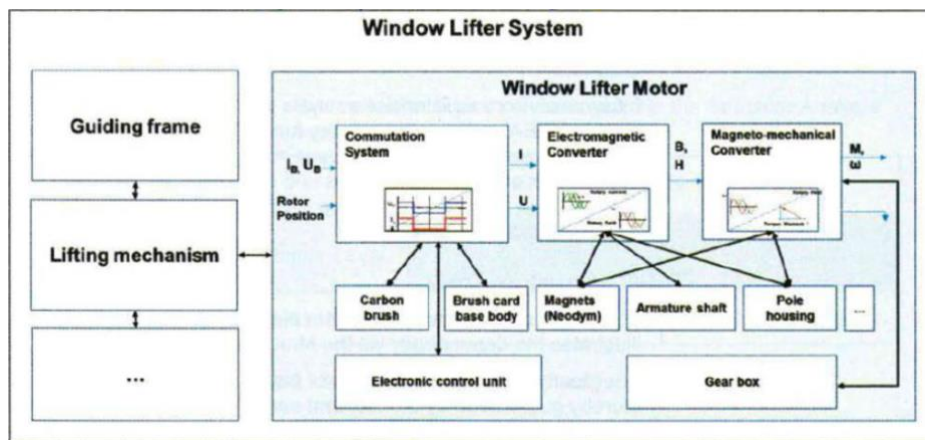 Window Lifter System
Guiding frame
Lifting mechanism
...
Window Lifter Motor
Commutation
System
I_B, U_B
Rotor
Position
I
U
Electromagnetic
Converter
B,
H
Magneto-mechanical
Converter
M,
ω
Carbon
brush
Brush card
base body
Magnets
(Neodym)
Armature shaft
Pole
housing
...
Electronic control unit
Gear box